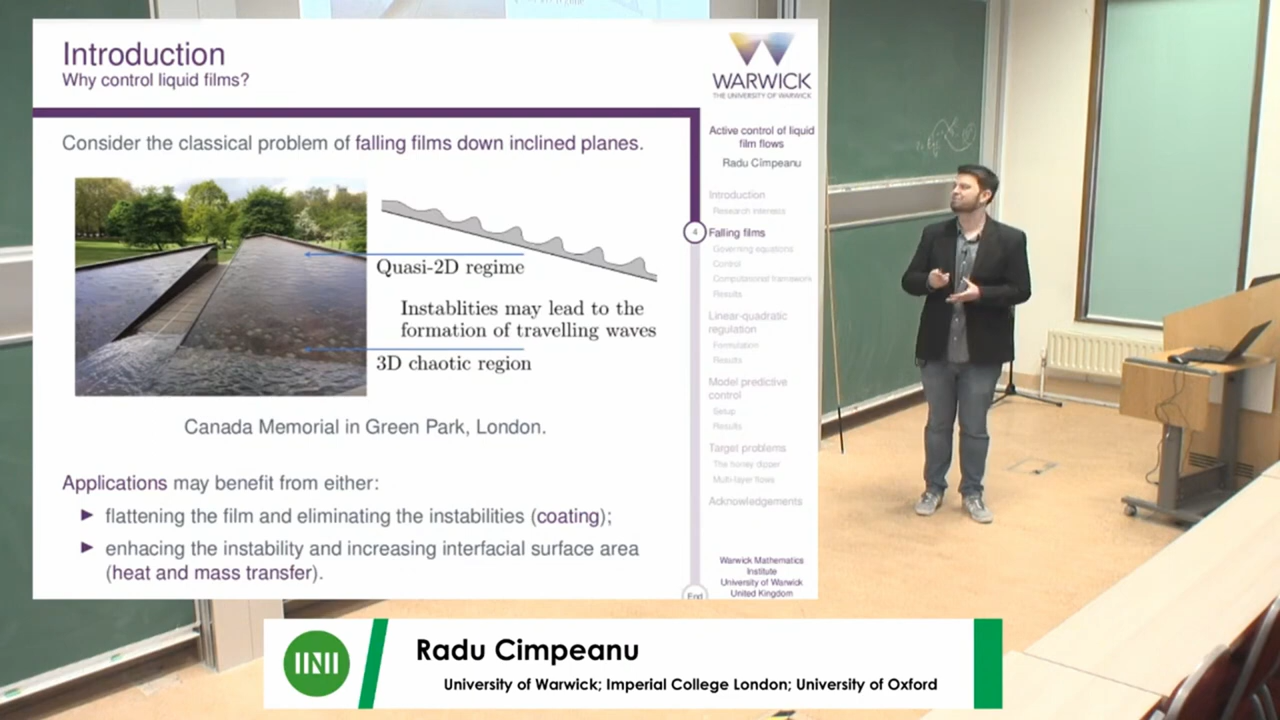 Introduction
Why control liquid films?
Consider the classical problem of falling films down inclined planes.
Quasi-2D regime
Instablities may lead to the
formation of travelling waves
3D chaotic region
Canada Memorial in Green Park, London.
Applications may benefit from either:
flattening the film and eliminating the instabilities (coating);
enhacing the instability and increasing interfacial surface area
(heat and mass transfer).
WARWICK
THE UNIVERSITY OF WARWICK
Active control of liquid
film flows
Radu Cimpeanu
Introduction
Research interests
4
Falling films
Governing equations
Control
Computational framework
Results
Linear-quadratic
regulation
Formulation
Results
Model predictive
control
Setup
Results
Target problems
The honey dipper
Multi-layer flows
Acknowledgements
Warwick Mathematics
Institute
University of Warwick
United Kingdom
End
Radu Cimpeanu
University of Warwick; Imperial College London; University of Oxford